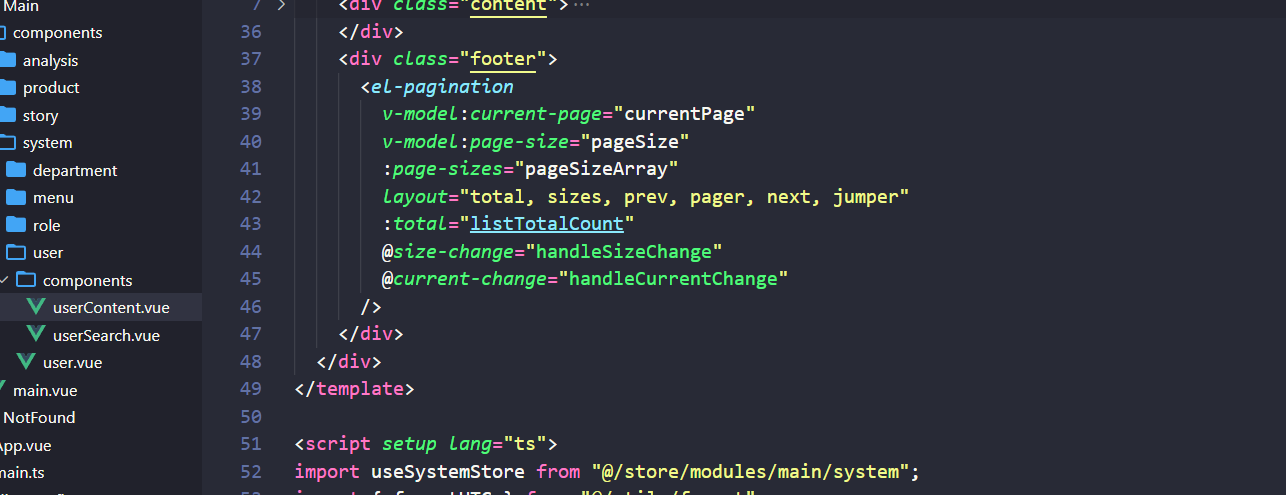 Main
components
analysis
product
story
system
department
menu
role
user
components
userContent.vue
userSearch.vue
user.vue
main.vue
NotFound
App.vue
main.ts
7 > <div class="content">...
36 </div>
37 <div class="footer">
38 <el-pagination
39 v-model:current-page="currentPage"
40 v-model:page-size="pageSize"
41 :page-sizes="pageSizeArray"
42 layout="total, sizes, prev, pager, next, jumper"
43 :total="listTotalCount"
44 @size-change="handleSizeChange"
45 @current-change="handleCurrentChange"
46 />
47 </div>
48 </div>
49 </template>
50
51 <script setup lang="ts">
52 import useSystemStore from "@/store/modules/main/system";